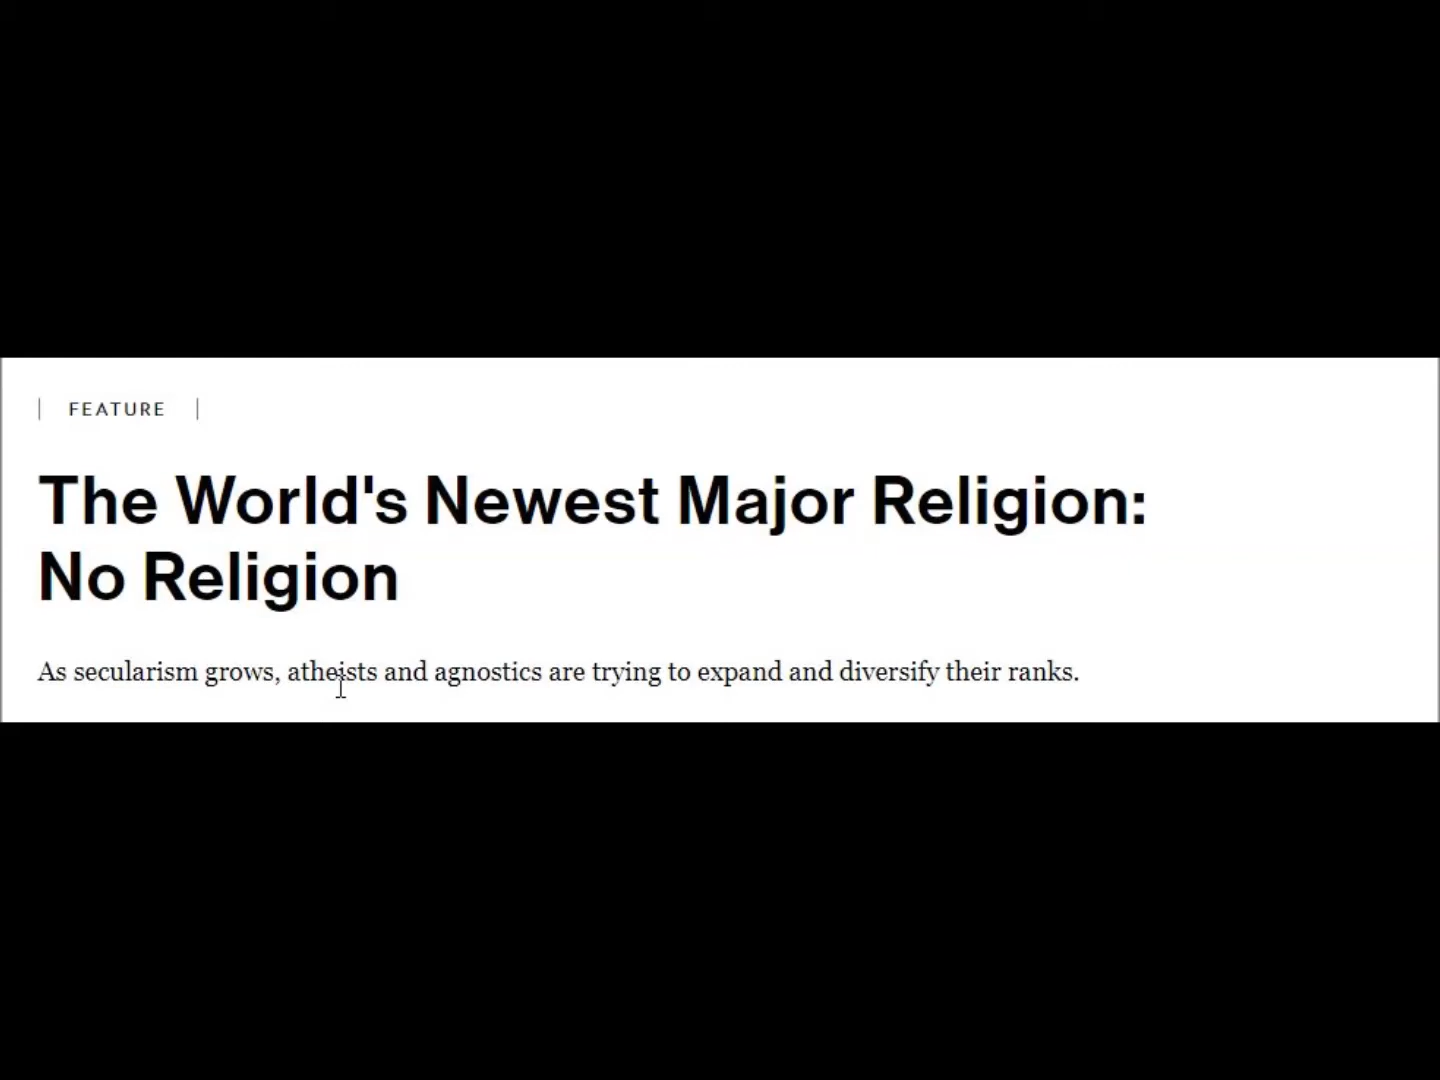 | FEATURE |
The World's Newest Major Religion:
No Religion
As secularism grows, atheists and agnostics are trying to expand and diversify their ranks.